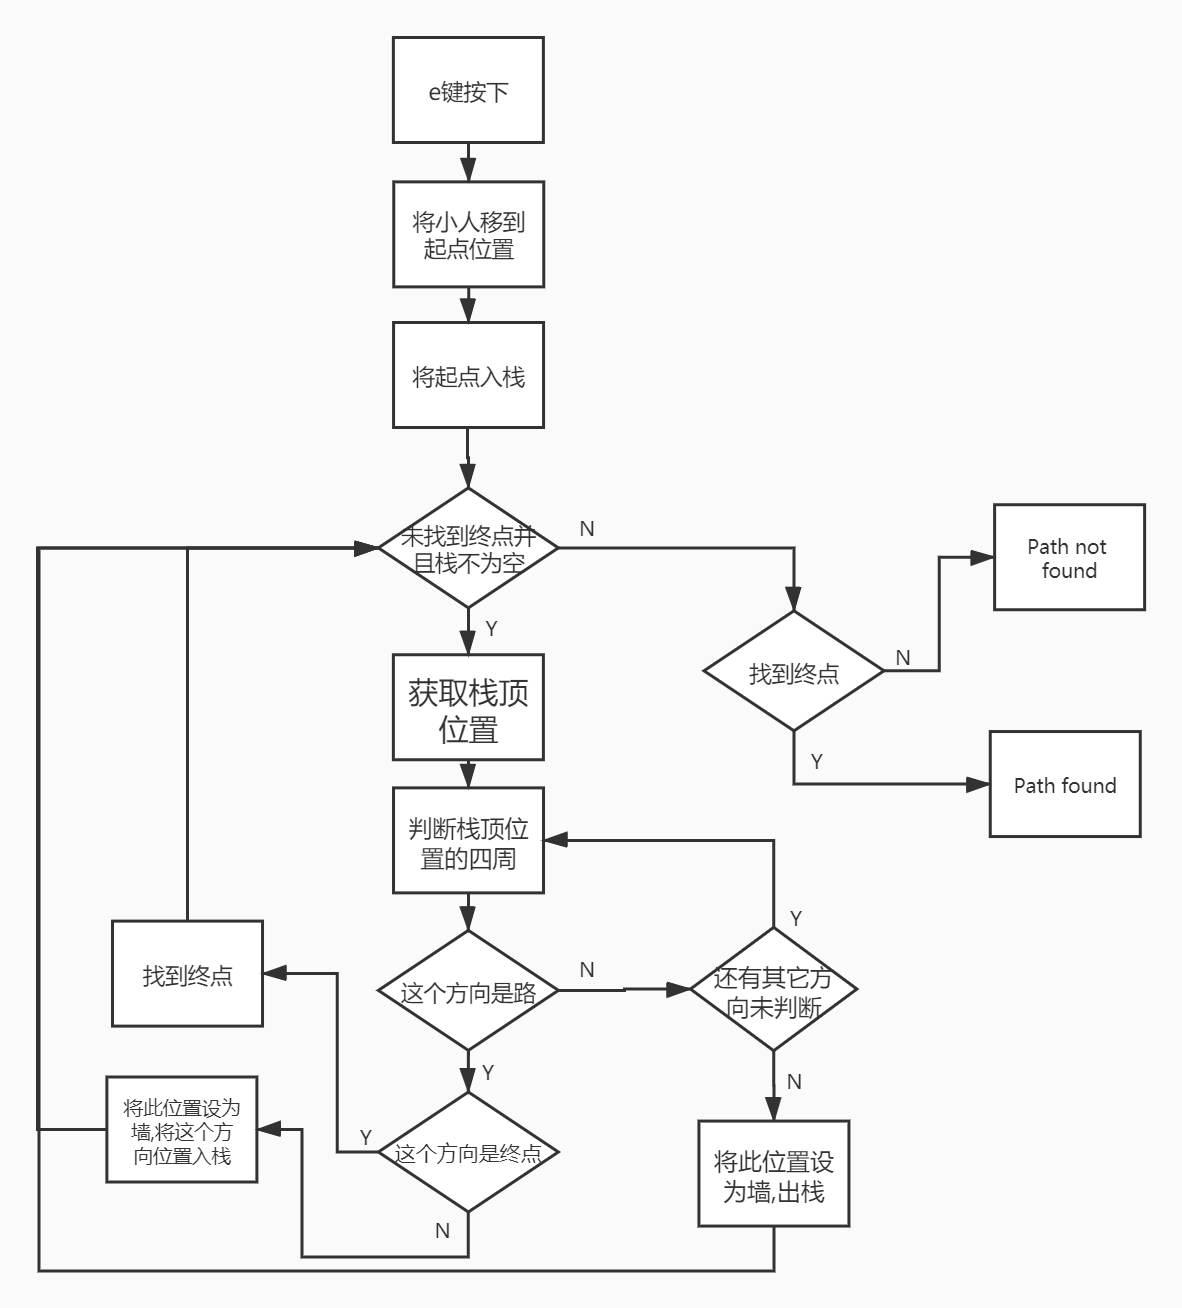 e键按下
将小人移到
起点位置
将起点入栈
未找到终点并
且栈不为空
N
Path not
found
Y
找到终点
N
获取栈顶
位置
Y
Path found
判断栈顶位
置的四周
Y
找到终点
这个方向是路
N
还有其它方
向未判断
Y
N
将此位置设为
墙,将这个方
向位置入栈
Y
这个方向是终点
将此位置设
为墙,出栈
N